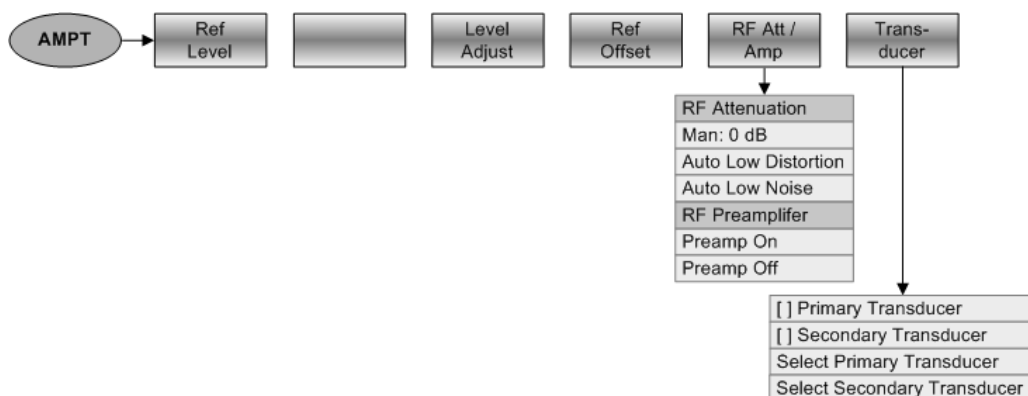 AMPT
Ref
Level
Level
Adjust
Ref
Offset
RF Att /
Amp
Trans-
ducer
RF Attenuation
Man: 0 dB
Auto Low Distortion
Auto Low Noise
RF Preamplifer
Preamp On
Preamp Off
[ ] Primary Transducer
[ ] Secondary Transducer
Select Primary Transducer
Select Secondary Transducer